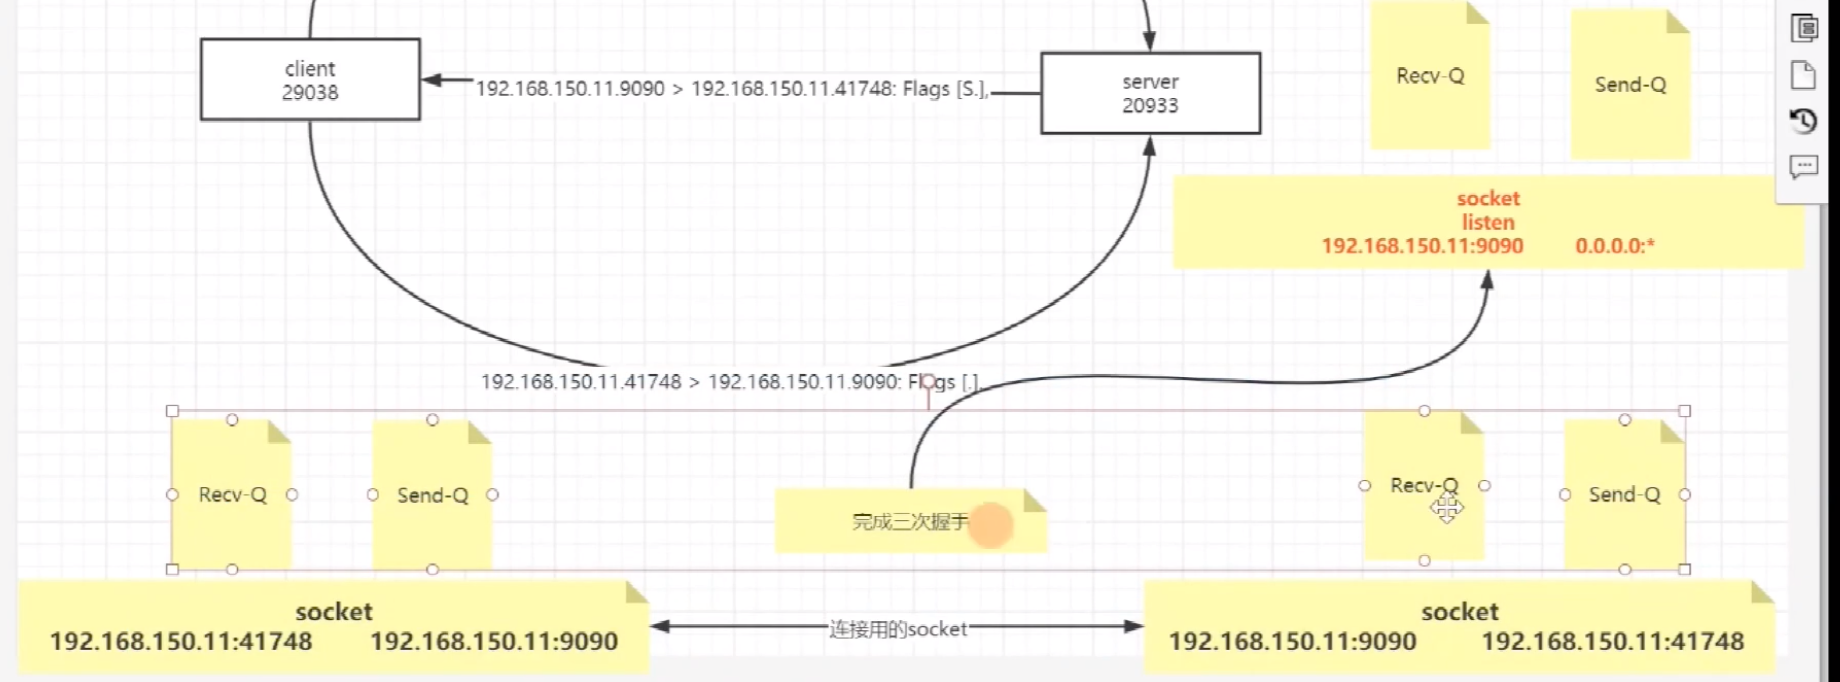 client
29038
192.168.150.11.9090 > 192.168.150.11.41748: Flags [S.],
server
20933
Recv-Q
Send-Q
socket
listen
192.168.150.11:9090 0.0.0.0:*
192.168.150.11.41748 > 192.168.150.11.9090: Flags [.],
Recv-Q
Send-Q
完成三次握手
Recv-Q
Send-Q
socket
192.168.150.11:41748 192.168.150.11:9090
连接用的socket
socket
192.168.150.11:9090 192.168.150.11:41748